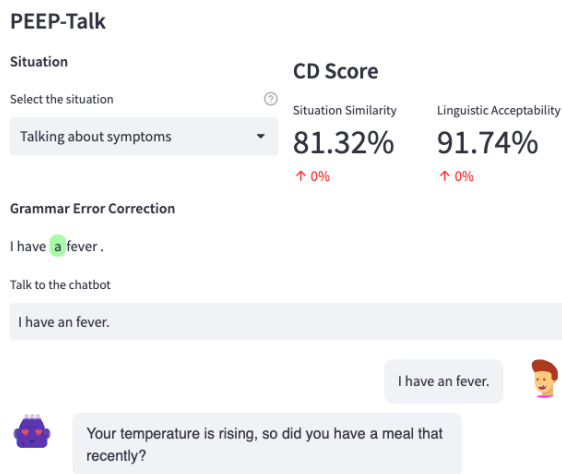 PEEP-Talk
Situation
Select the situation
Talking about symptoms
CD Score
Situation Similarity
81.32%
↑ 0%
Linguistic Acceptability
91.74%
↑ 0%
Grammar Error Correction
I have a fever .
Talk to the chatbot
I have an fever.
I have an fever.
Your temperature is rising, so did you have a meal that
recently?